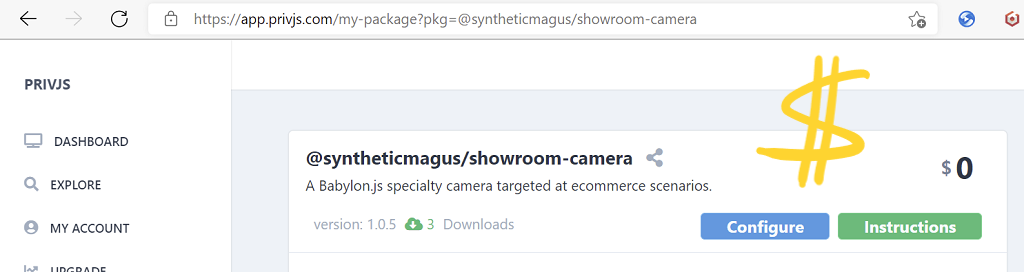 https://app.privjs.com/my-package?pkg=@syntheticmagus/showroom-camera
PRIVJS
DASHBOARD
EXPLORE
MY ACCOUNT
UPGRADE
$
@syntheticmagus/showroom-camera
$ 0
A Babylon.js specialty camera targeted at ecommerce scenarios.
version: 1.0.5 3 Downloads
Configure
Instructions